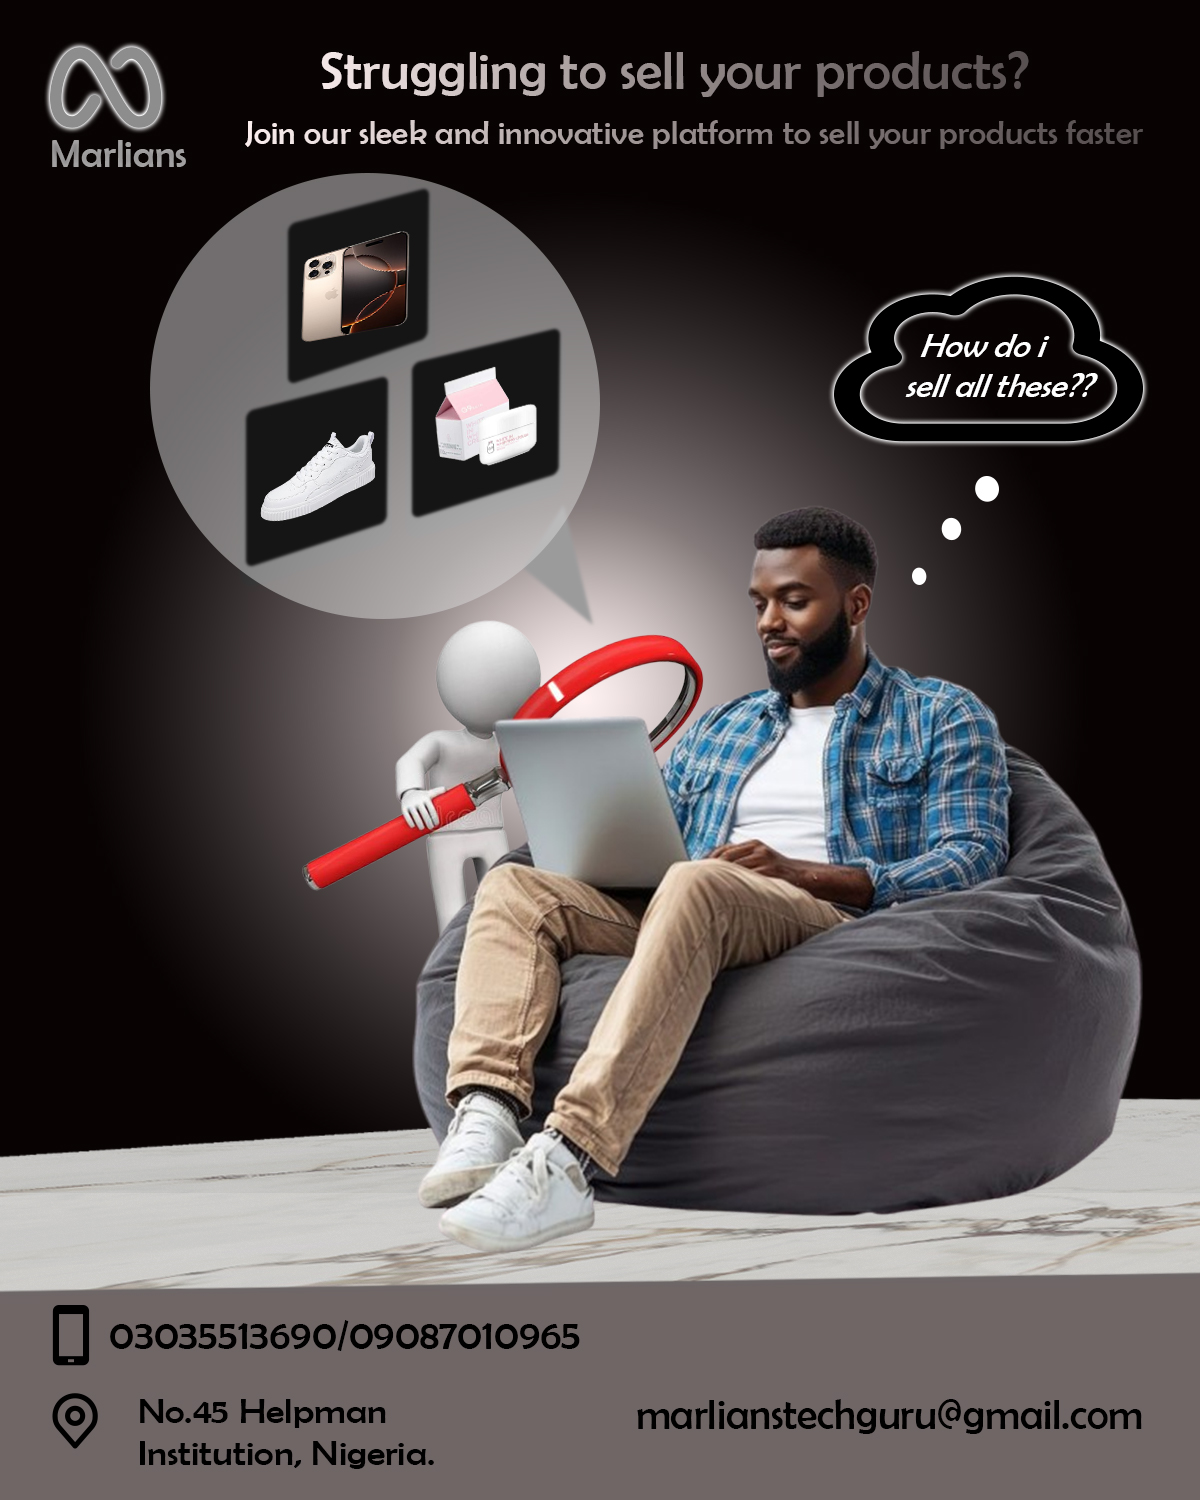 Marlians
Struggling to sell your products?
Join our sleek and innovative platform to sell your products faster
How do i
sell all these??
03035513690/09087010965
No.45 Helpman
Institution, Nigeria.
marlianstechguru@gmail.com